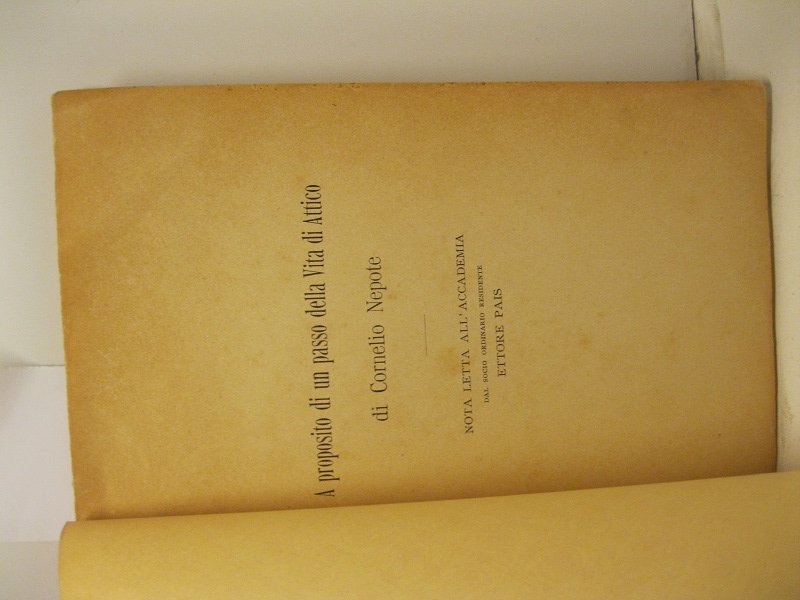 A proposito di un passo della Vita di Attico
di Cornelio Nepote
NOTA LETTA ALL'ACCADEMIA
DAL SOCIO ORDINARIO RESIDENTE
ETTORE PAIS